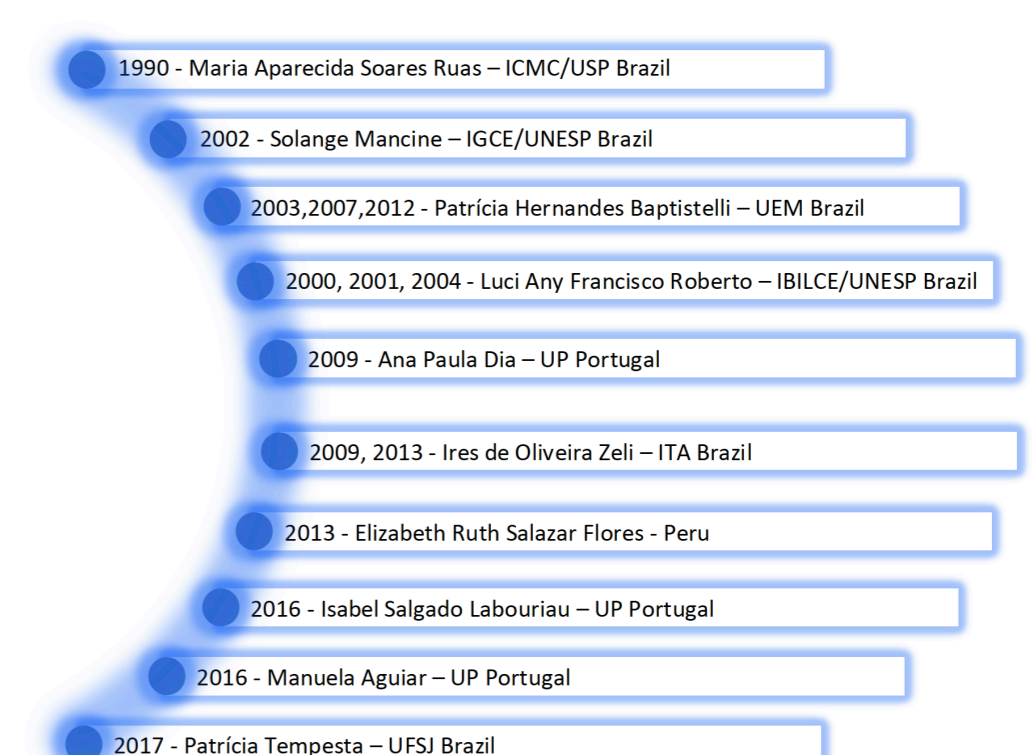 1990 - Maria Aparecida Soares Ruas – ICMC/USP Brazil
2002 - Solange Mancine – IGCE/UNESP Brazil
2003,2007,2012 - Patrícia Hernandes Baptistelli – UEM Brazil
2000, 2001, 2004 - Luci Any Francisco Roberto – IBILCE/UNESP Brazil
2009 - Ana Paula Dia – UP Portugal
2009, 2013 - Ires de Oliveira Zeli – ITA Brazil
2013 - Elizabeth Ruth Salazar Flores - Peru
2016 - Isabel Salgado Labouriau – UP Portugal
2016 - Manuela Aguiar – UP Portugal
2017 - Patrícia Tempesta – UFSJ Brazil